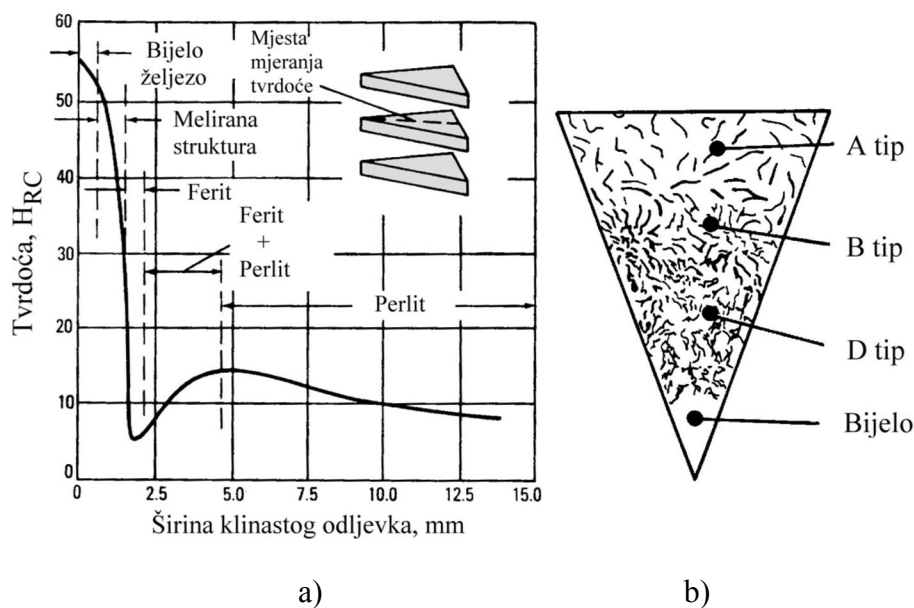 60
50
40
30
20
10
0
Tvrdoća, HRC
Bijelo
željezo
Mjesta
mjeranja
tvrdoće
Melirana
struktura
Ferit
Ferit
+
Perlit
Perlit
0
2.5
5.0
7.5
10.0
12.5
15.0
Širina klinastog odljevka, mm
a)
A tip
B tip
D tip
Bijelo
b)